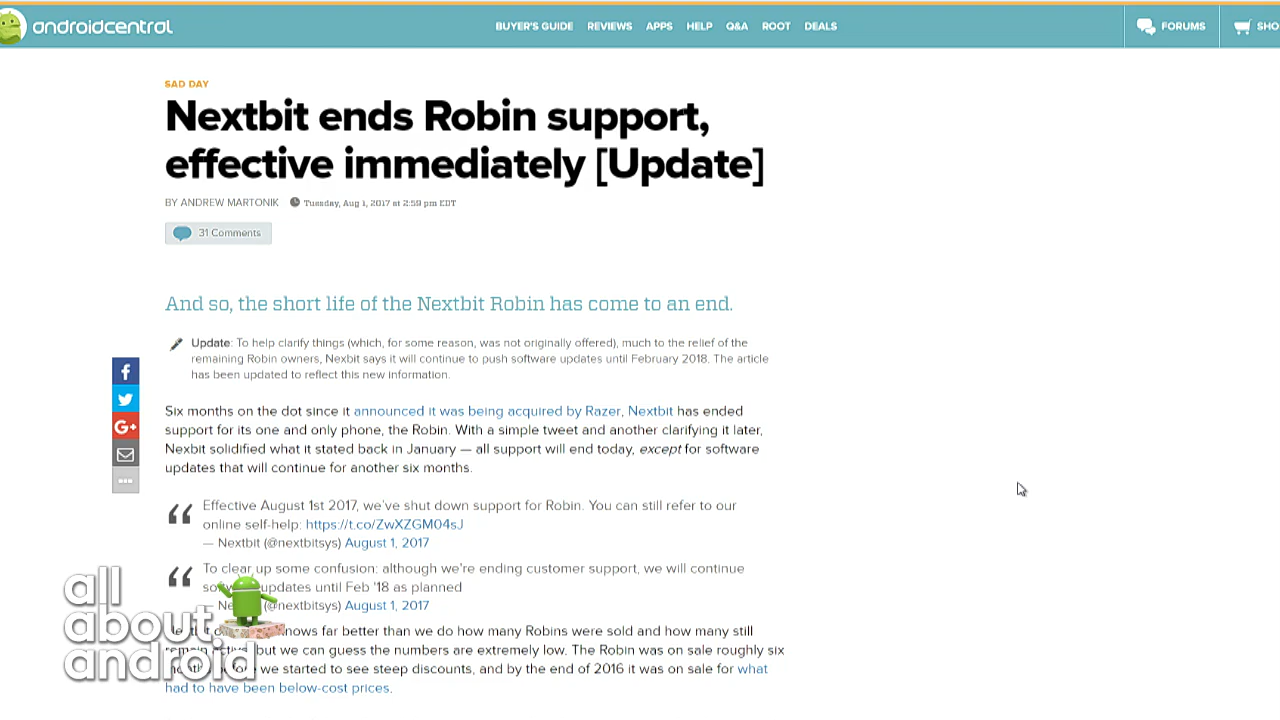 androidcentral
BUYER'S GUIDE REVIEWS APPS HELP Q&A ROOT DEALS
FORUMS
SHO
SAD DAY
Nextbit ends Robin support,
effective immediately [Update]
BY ANDREW MARTONIK Tuesday, Aug 1, 2017 at 2:59 pm EDT
31 Comments
And so, the short life of the Nextbit Robin has come to an end.
Update: To help clarify things (which, for some reason, was not originally offered), much to the relief of the
remaining Robin owners, Nexbit says it will continue to push software updates until February 2018. The article
has been updated to reflect this new information.
Six months on the dot since it announced it was being acquired by Razer, Nextbit has ended
support for its one and only phone, the Robin. With a simple tweet and another clarifying it later,
Nexbit solidified what it stated back in January — all support will end today, except for software
updates that will continue for another six months.
Effective August 1st 2017, we've shut down support for Robin. You can still refer to our
online self-help: https://t.co/ZwXZGM04sJ
— Nextbit (@nextbitsys) August 1, 2017
To clear up some confusion: although we're ending customer support, we will continue
updates until Feb '18 as planned
(@nextbitsys) August 1, 2017
knows far better than we do how many Robins were sold and how many still
remain active, but we can guess the numbers are extremely low. The Robin was on sale roughly six
before we started to see steep discounts, and by the end of 2016 it was on sale for what
had to have been below-cost prices.
all
about
android